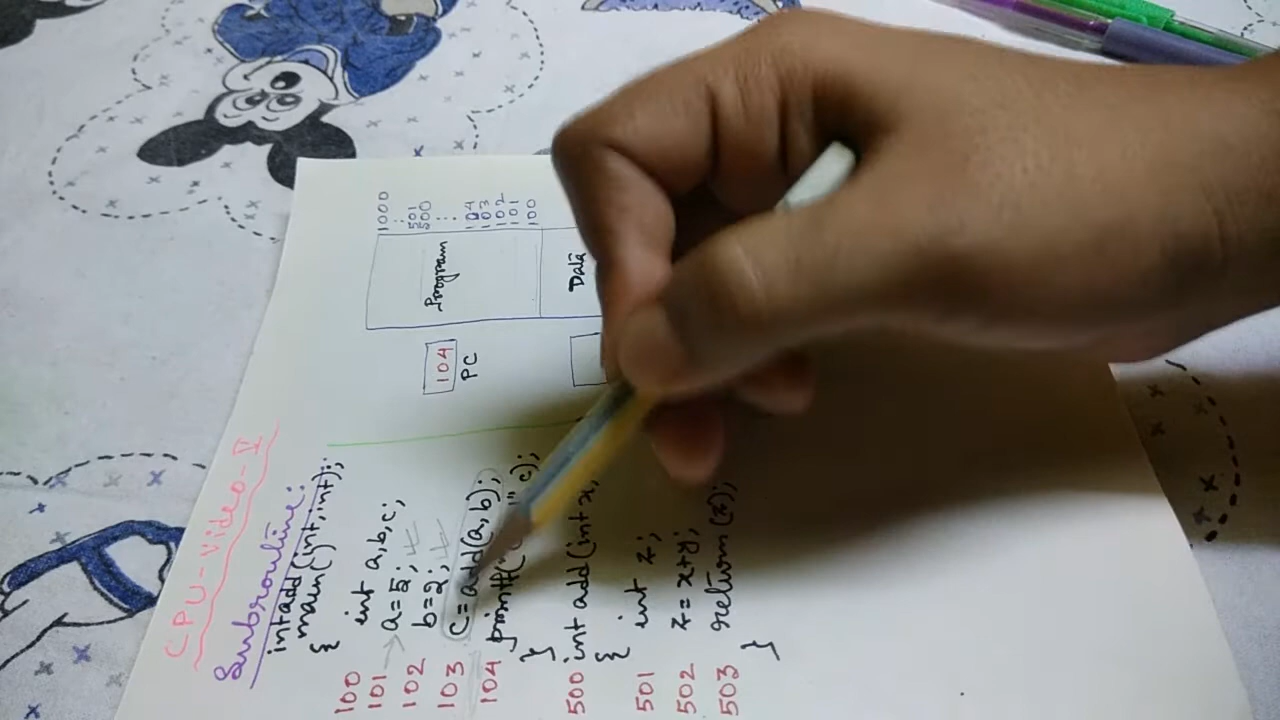 CPU-Video-V
Subroutine:
int add(int, int);
main()
{
100 int a,b,c;
101 a=5;
102 b=2;
103 c=add(a,b);
104 printf(" " c);
}
500 int add(int x,
{
501 int z;
502 z=x+y;
503 return(z);
}
104
PC
Program
Data
1000
501
500
104
103
102
101
100